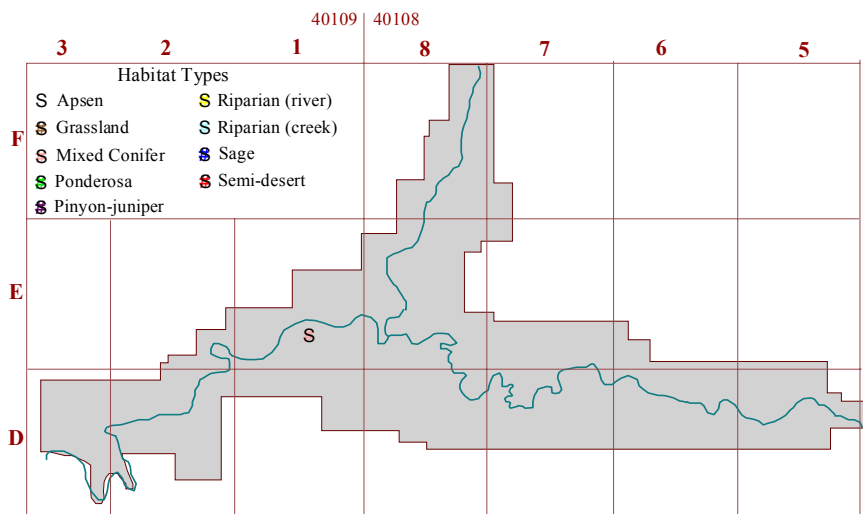 40109 40108
3 2 1 8 7 6 5
Habitat Types
S Apsen S Riparian (river)
S Grassland S Riparian (creek)
S Mixed Conifer S Sage
S Ponderosa S Semi-desert
S Pinyon-juniper
F
E
S
D